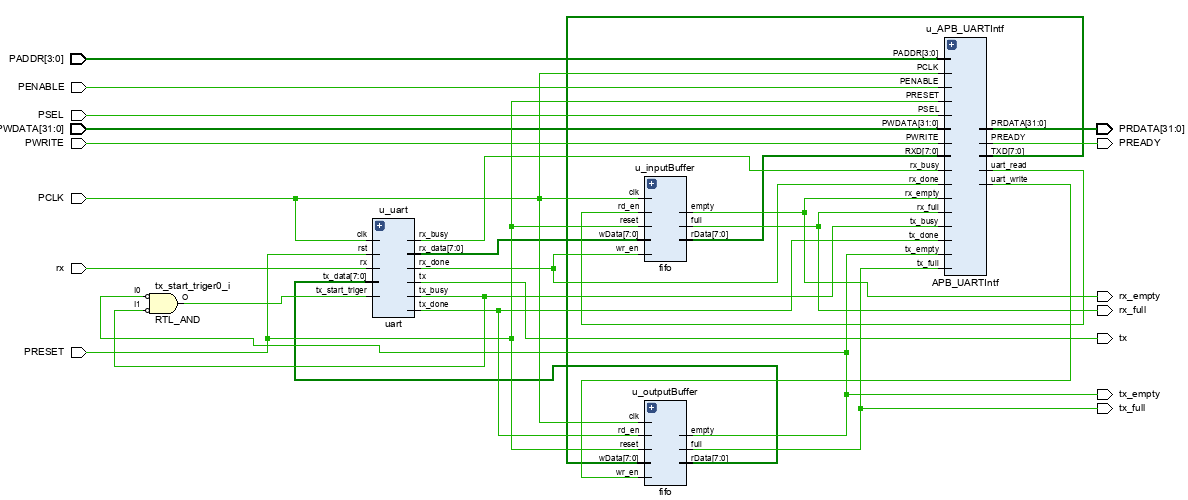 u_APB_UARTIntf
PADDR[3:0]
PADDR[3:0]
PCLK
PENABLE
PENABLE
PRESET
PSEL
PSEL
PWDATA[31:0]
PWDATA[31:0]
PRDATA[31:0]
PRDATA[31:0]
PWRITE
PWRITE
PREADY
PREADY
RXD[7:0]
TXD[7:0]
rx_busy
uart_read
u_inputBuffer
rx_done
uart_write
PCLK
clk
rx_empty
rd_en
empty
rx_full
u_uart
reset
full
tx_busy
clk
rx_busy
wData[7:0]
rData[7:0]
tx_done
rst
rx_data[7:0]
wr_en
tx_empty
rx
rx
rx_done
fifo
tx_full
tx_data[7:0]
tx
APB_UARTIntf
tx_start_triger0_i
I0
O
I1
RTL_AND
tx_start_triger
tx_busy
rx_empty
tx_done
rx_full
uart
tx
PRESET
u_outputBuffer
tx_empty
tx_full
clk
rd_en
empty
reset
full
wData[7:0]
rData[7:0]
wr_en
fifo